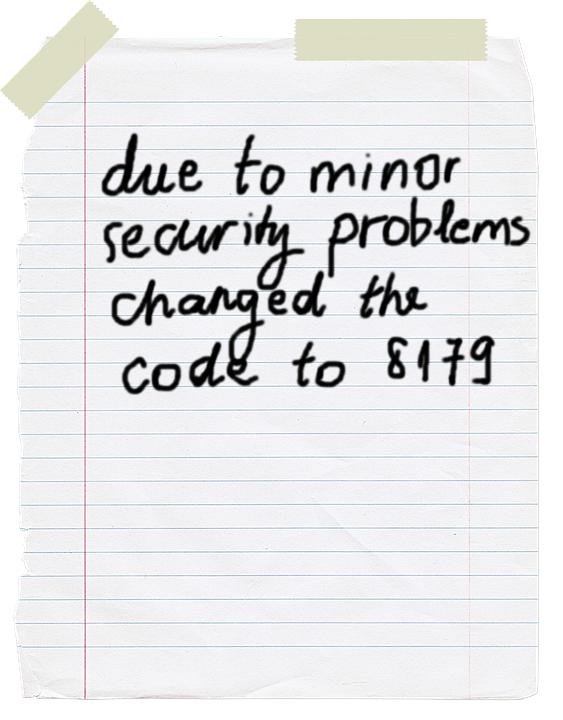 due to minor
security problems
changed the
code to 8179